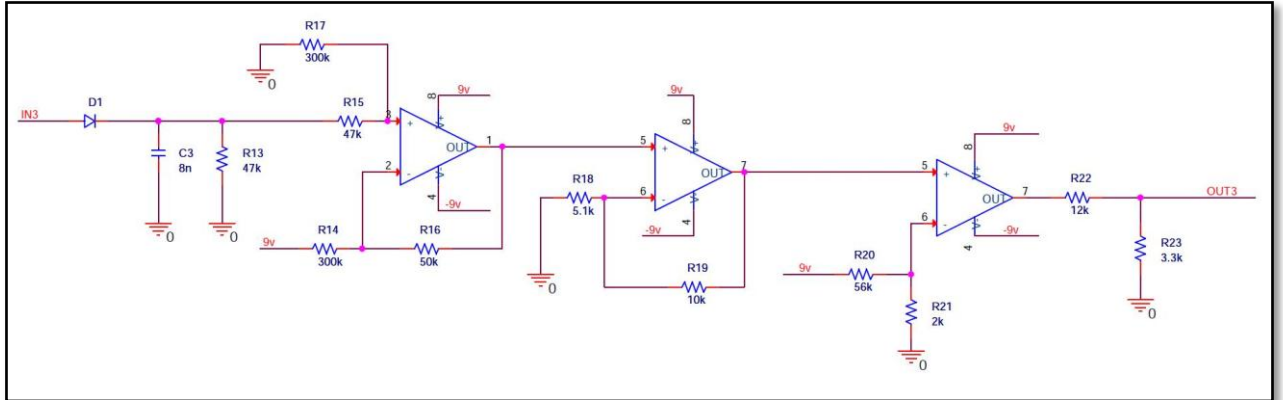 R17
300k
0
IN3
D1
C3
8n
0
R13
47k
0
R15
47k
3
+
2
-
8
V+
9v
OUT
1
V-
4
-9v
9v
R14
300k
R16
50k
9v
8
V+
5
+
6
-
OUT
7
V-
4
-9v
R18
5.1k
0
R19
10k
9v
8
V+
5
+
6
-
OUT
7
V-
4
-9v
9v
R20
56k
R21
2k
0
R22
12k
OUT3
R23
3.3k
0